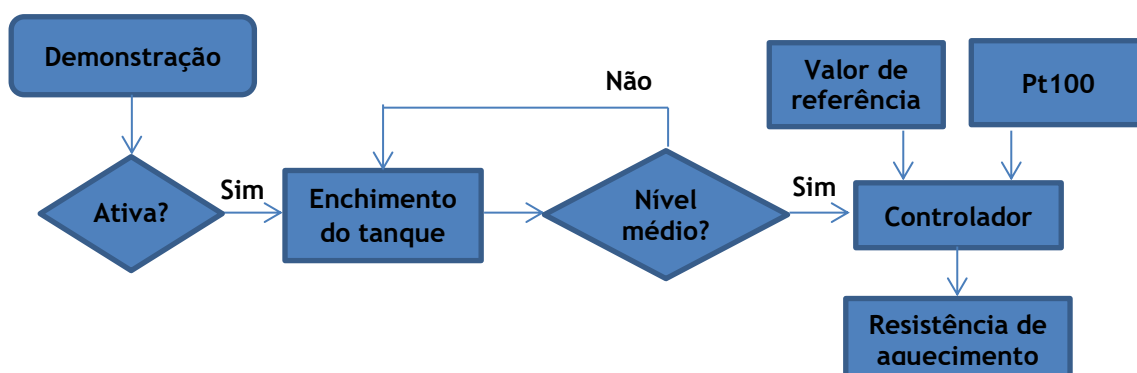 Demonstração
Não
Valor de
referência
Pt100
Ativa?
Sim
Enchimento
do tanque
Nível
médio?
Sim
Controlador
Resistência de
aquecimento